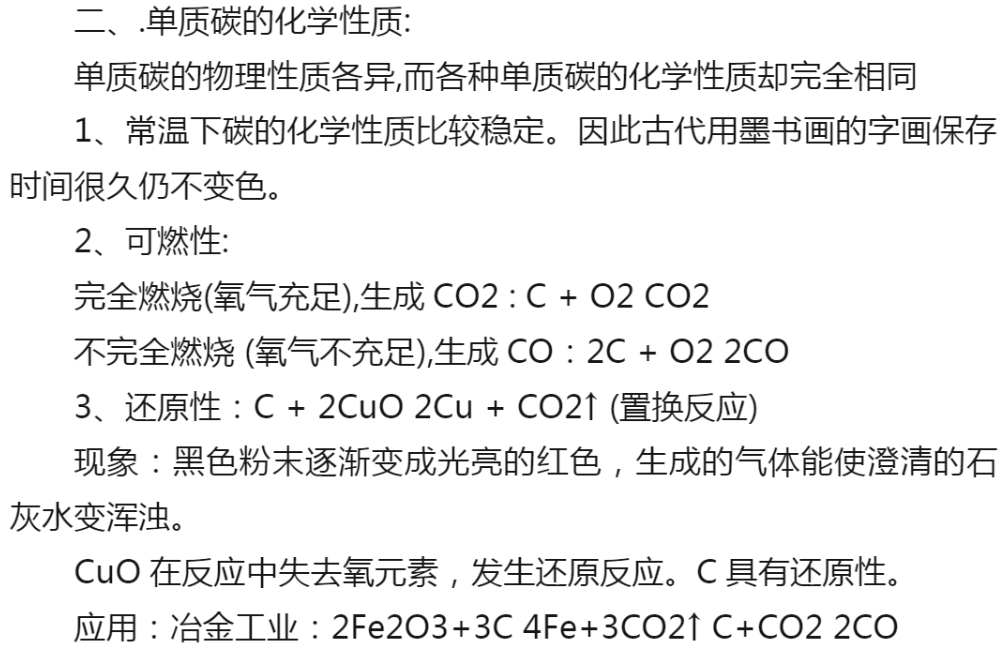 二、.单质碳的化学性质:
单质碳的物理性质各异,而各种单质碳的化学性质却完全相同
1、常温下碳的化学性质比较稳定。因此古代用墨书画的字画保存
时间很久仍不变色。
2、可燃性:
完全燃烧(氧气充足),生成 CO2 : C + O2 CO2
不完全燃烧 (氧气不充足),生成 CO：2C + O2 2CO
3、还原性：C + 2CuO 2Cu + CO2↑ (置换反应)
现象：黑色粉末逐渐变成光亮的红色，生成的气体能使澄清的石
灰水变浑浊。
CuO 在反应中失去氧元素，发生还原反应。C 具有还原性。
应用：冶金工业：2Fe2O3+3C 4Fe+3CO2↑ C+CO2 2CO